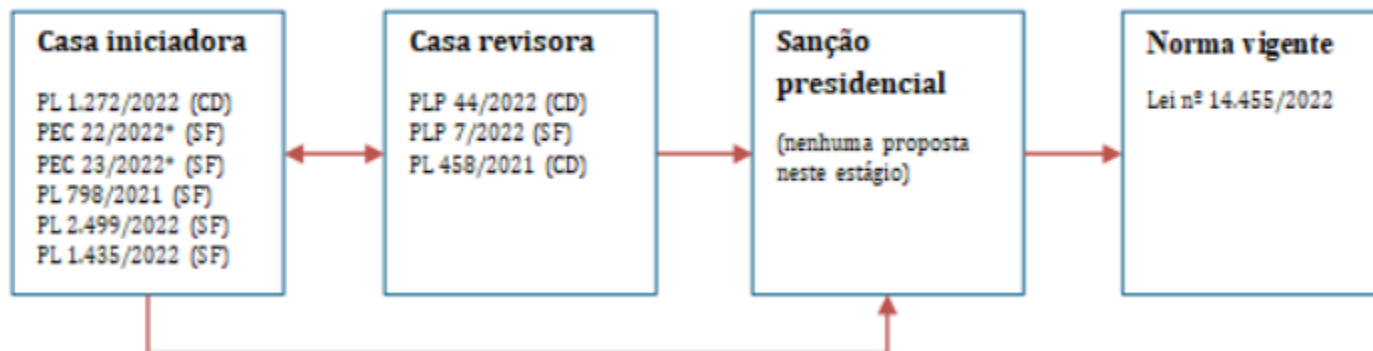 Casa iniciadora
PL 1.272/2022 (CD)
PEC 22/2022* (SF)
PEC 23/2022* (SF)
PL 798/2021 (SF)
PL 2.499/2022 (SF)
PL 1.435/2022 (SF)
Casa revisora
PLP 44/2022 (CD)
PLP 7/2022 (SF)
PL 458/2021 (CD)
Sanção
presidencial
(nenhuma proposta
neste estágio)
Norma vigente
Lei nº 14.455/2022